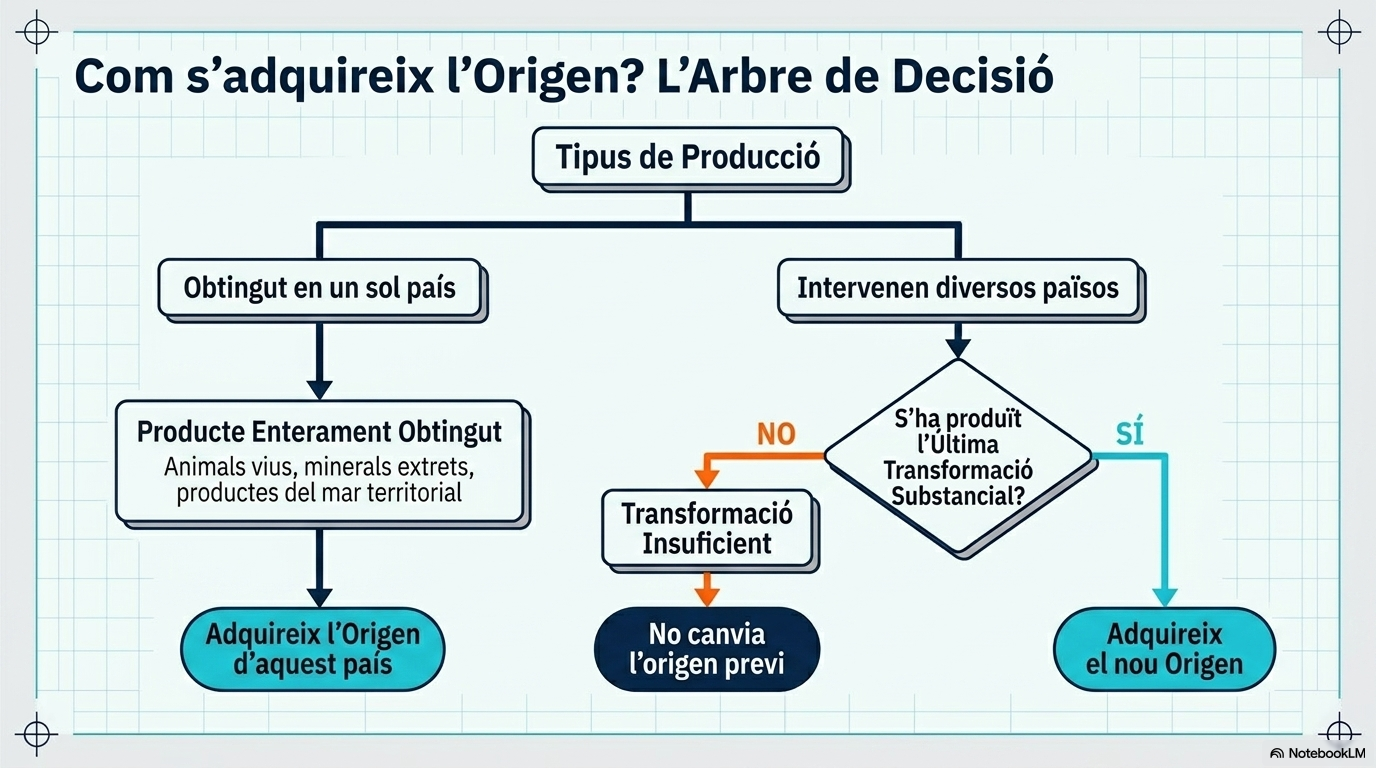 Com s'adquireix l'Origen? L'Arbre de Decisió
Tipus de Producció
Obtingut en un sol país
Intervenen diversos països
Producte Enterament Obtingut
Animals vius, minerals extrets,
productes del mar territorial
S'ha produït
l'Última
Transformació
Substancial?
NO
SÍ
Transformació
Insuficient
Adquireix l'Origen
d'aquest país
No canvia
l'origen previ
Adquireix
el nou Origen
NotebookLM